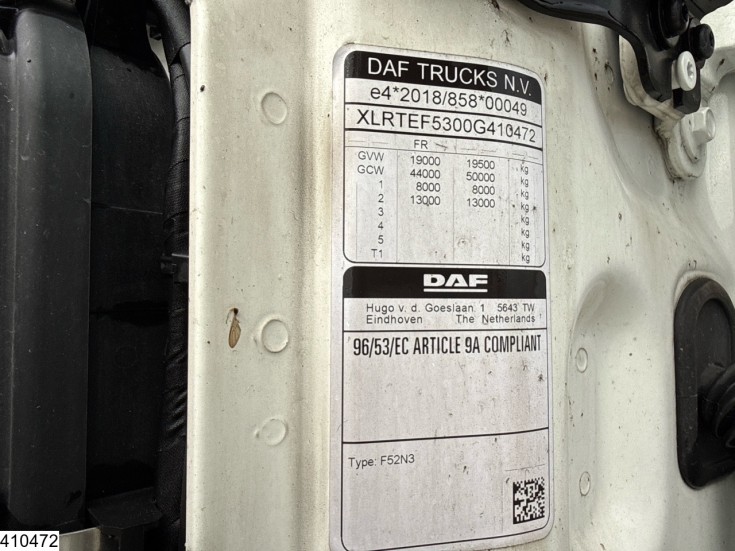 DAF TRUCKS N.V.
e4*2018/858*00049
XLRTEF5300G410472
FR
GVW 19000 19500 kg
GCW 44000 50000 kg
1 8000 8000 kg
2 13000 13000 kg
3 kg
4 kg
5 kg
T1 kg
DAF
Hugo v. d. Goeslaan 1 5643 TW
Eindhoven The Netherlands
96/53/EC ARTICLE 9A COMPLIANT
Type: F52N3
410472